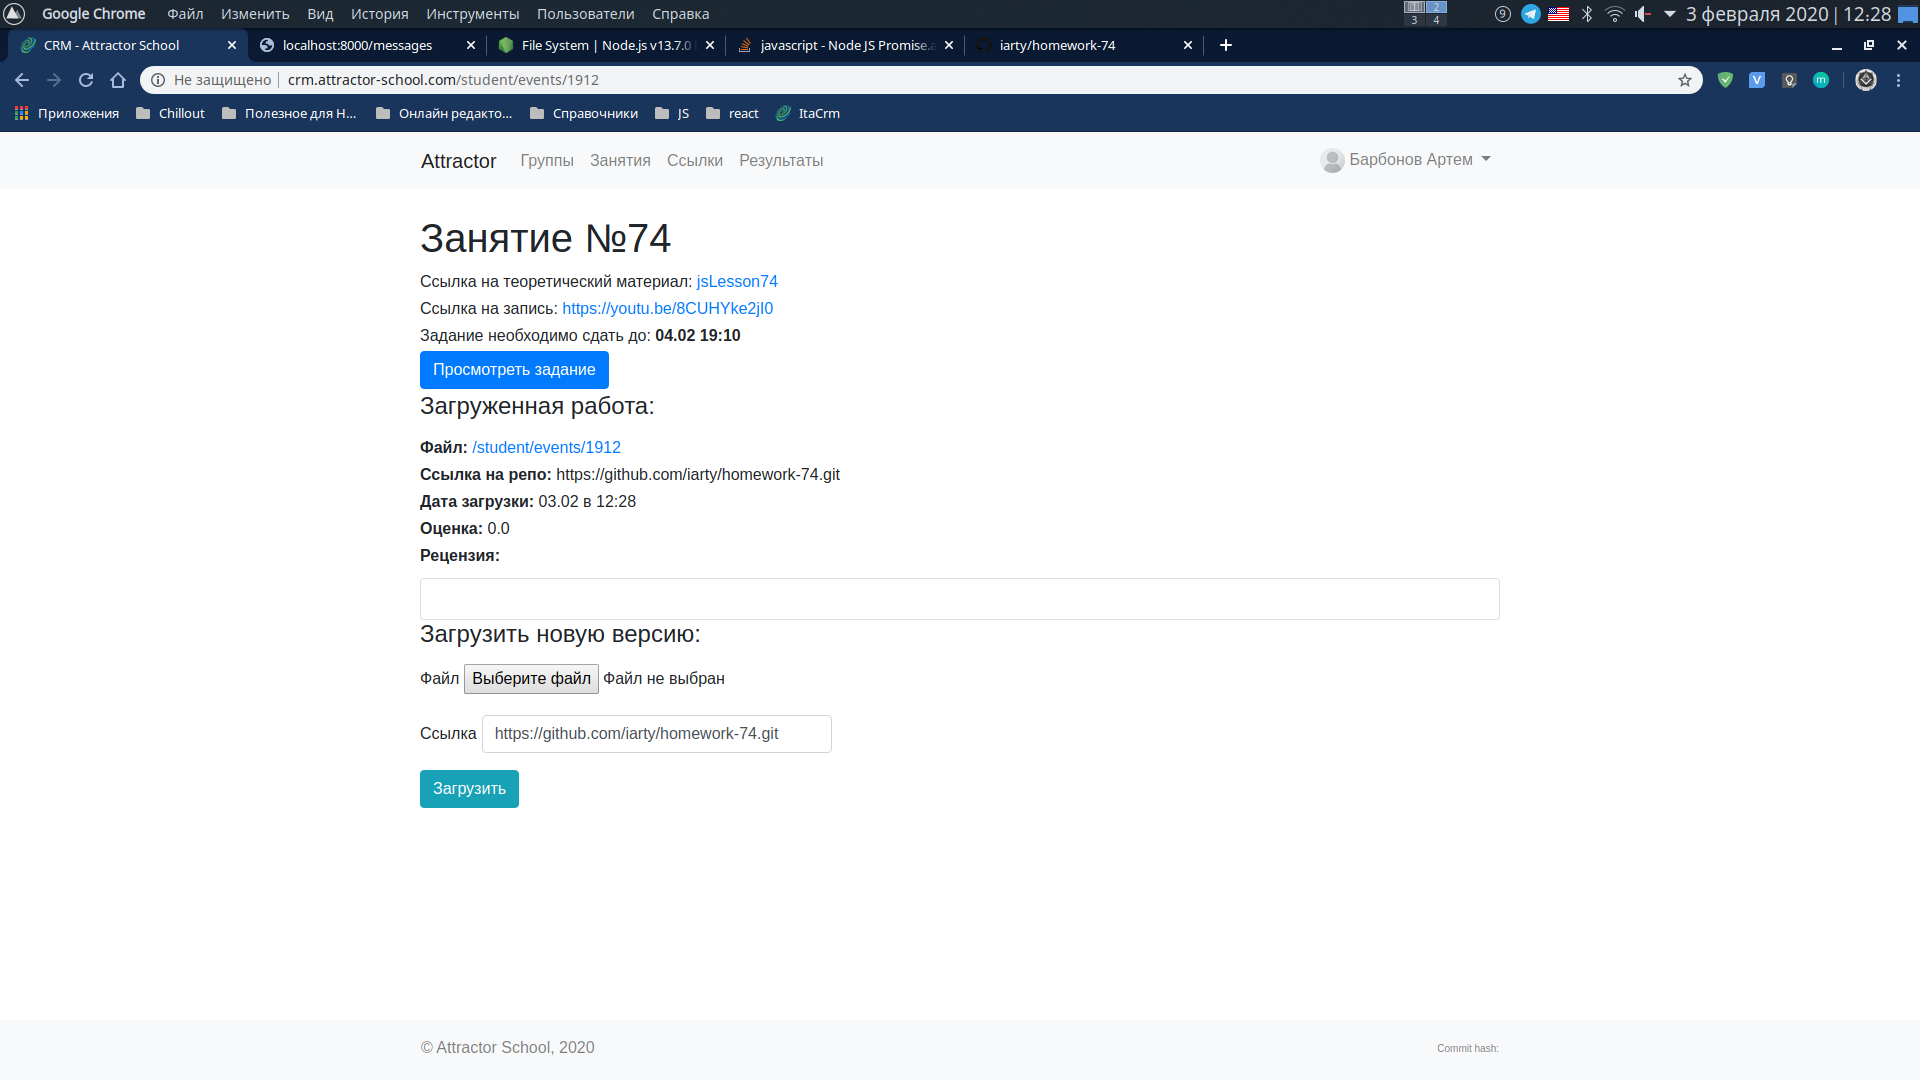 Google Chrome Файл Изменить Вид История Инструменты Пользователи Справка
1 2 3 4
9
3 февраля 2020 | 12:28
CRM - Attractor School
localhost:8000/messages
File System | Node.js v13.7.0
javascript - Node JS Promise.a
iarty/homework-74
Не защищено crm.attractor-school.com/student/events/1912
Приложения Chillout Полезное для Н... Онлайн редакто... Справочники JS react ItaCrm
Attractor Группы Занятия Ссылки Результаты Барбонов Артем
Занятие №74
Ссылка на теоретический материал: jsLesson74
Ссылка на запись: https://youtu.be/8CUHYke2jI0
Задание необходимо сдать до: 04.02 19:10
Просмотреть задание
Загруженная работа:
Файл: /student/events/1912
Ссылка на репо: https://github.com/iarty/homework-74.git
Дата загрузки: 03.02 в 12:28
Оценка: 0.0
Рецензия:
Загрузить новую версию:
Файл Выберите файл Файл не выбран
Ссылка https://github.com/iarty/homework-74.git
Загрузить
© Attractor School, 2020 Commit hash: